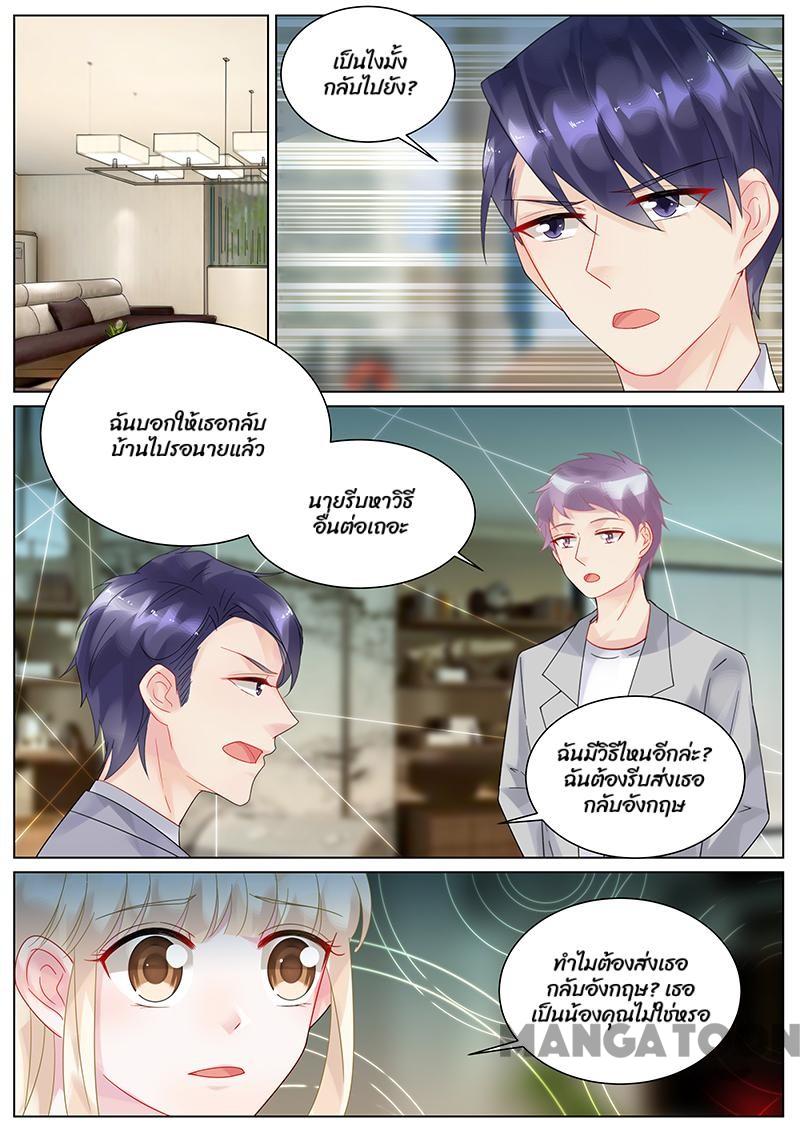 เป็นไงมั้ง
กลับไปยัง?
ฉันบอกให้เธอกลับ
บ้านไปรอนายแล้ว
นายรีบหาวิธี
อื่นต่อเถอะ
ฉันมีวิธีไหนอีกล่ะ?
ฉันต้องรีบส่งเธอ
กลับอังกฤษ
ทำไมต้องส่งเธอ
กลับอังกฤษ? เธอ
เป็นน้องคุณไม่ใช่หรอ
MANGATOON